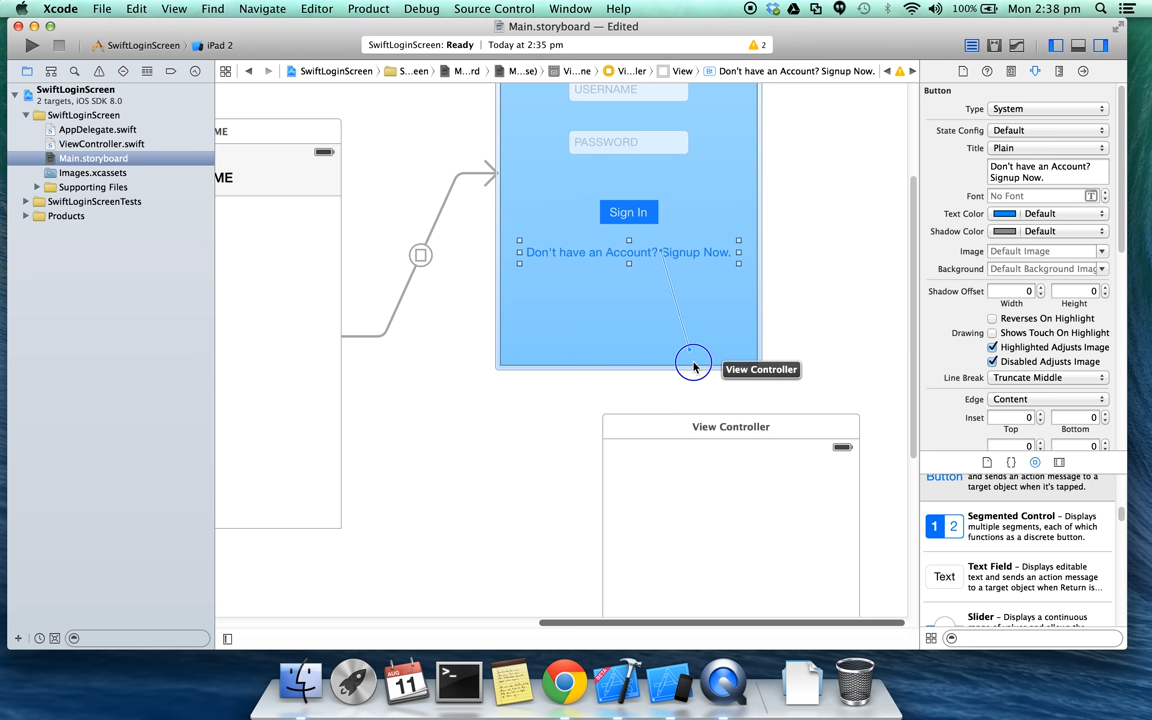 Xcode File Edit View Find Navigate Editor Product Debug Source Control Window Help 100% Mon 2:38 pm
Main.storyboard — Edited
SwiftLoginScreen iPad 2 SwiftLoginScreen: Ready Today at 2:35 pm 2
SwiftLoginScreen S...een M...rd M...se) Vi...ne Vi...ler View Bt Don't have an Account? Signup Now.
SwiftLoginScreen
2 targets, iOS SDK 8.0
SwiftLoginScreen
AppDelegate.swift
ViewController.swift
Main.storyboard
Images.xcassets
Supporting Files
SwiftLoginScreenTests
Products
ME
ME
USERNAME
PASSWORD
Sign In
Don't have an Account? Signup Now.
View Controller
View Controller
Button
Type System
State Config Default
Title Plain
Don't have an Account?
Signup Now.
Font No Font T
Text Color Default
Shadow Color Default
Image Default Image
Background Default Background Imag
Shadow Offset 0 0
Width Height
Reverses On Highlight
Drawing Shows Touch On Highlight
Highlighted Adjusts Image
Disabled Adjusts Image
Line Break Truncate Middle
Edge Content
Inset 0 0
Top Bottom
0 0
Button and sends an action message to a
target object when it's tapped.
1 2
Segmented Control – Displays
multiple segments, each of which
functions as a discrete button.
Text
Text Field – Displays editable
text and sends an action message
to a target object when Return is...
Slider – Displays a continuous
AUG
11
BETA